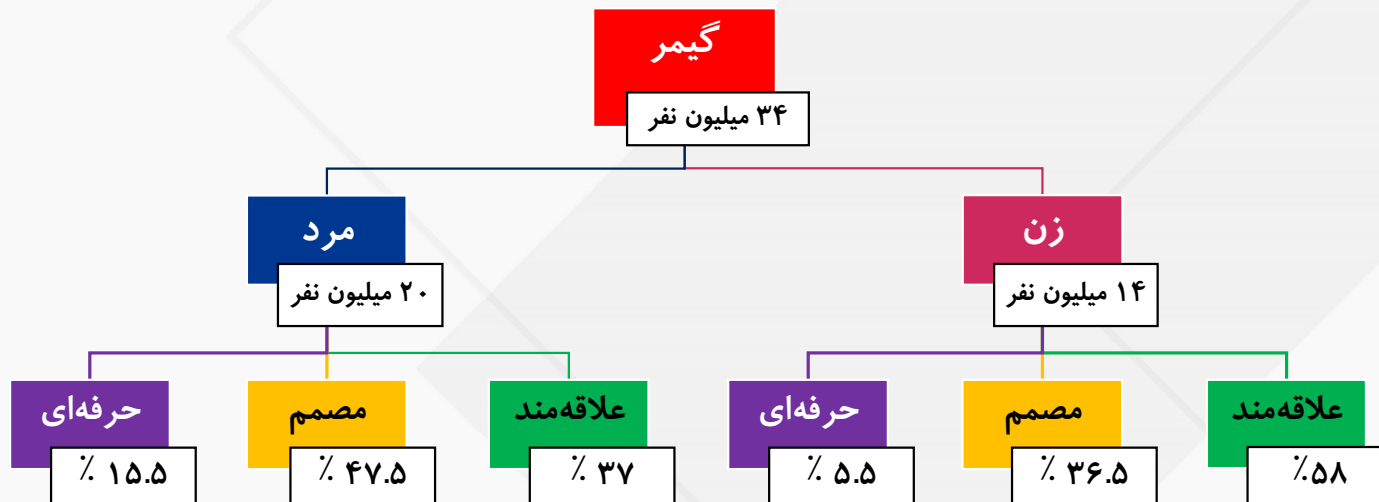 گیمر
۳۴ میلیون نفر
زن
۱۴ میلیون نفر
مرد
۲۰ میلیون نفر
علاقه‌مند
٪۵۸
مصمم
٪ ۳۶.۵
حرفه‌ای
٪ ۵.۵
علاقه‌مند
٪ ۳۷
مصمم
٪ ۴۷.۵
حرفه‌ای
٪ ۱۵.۵